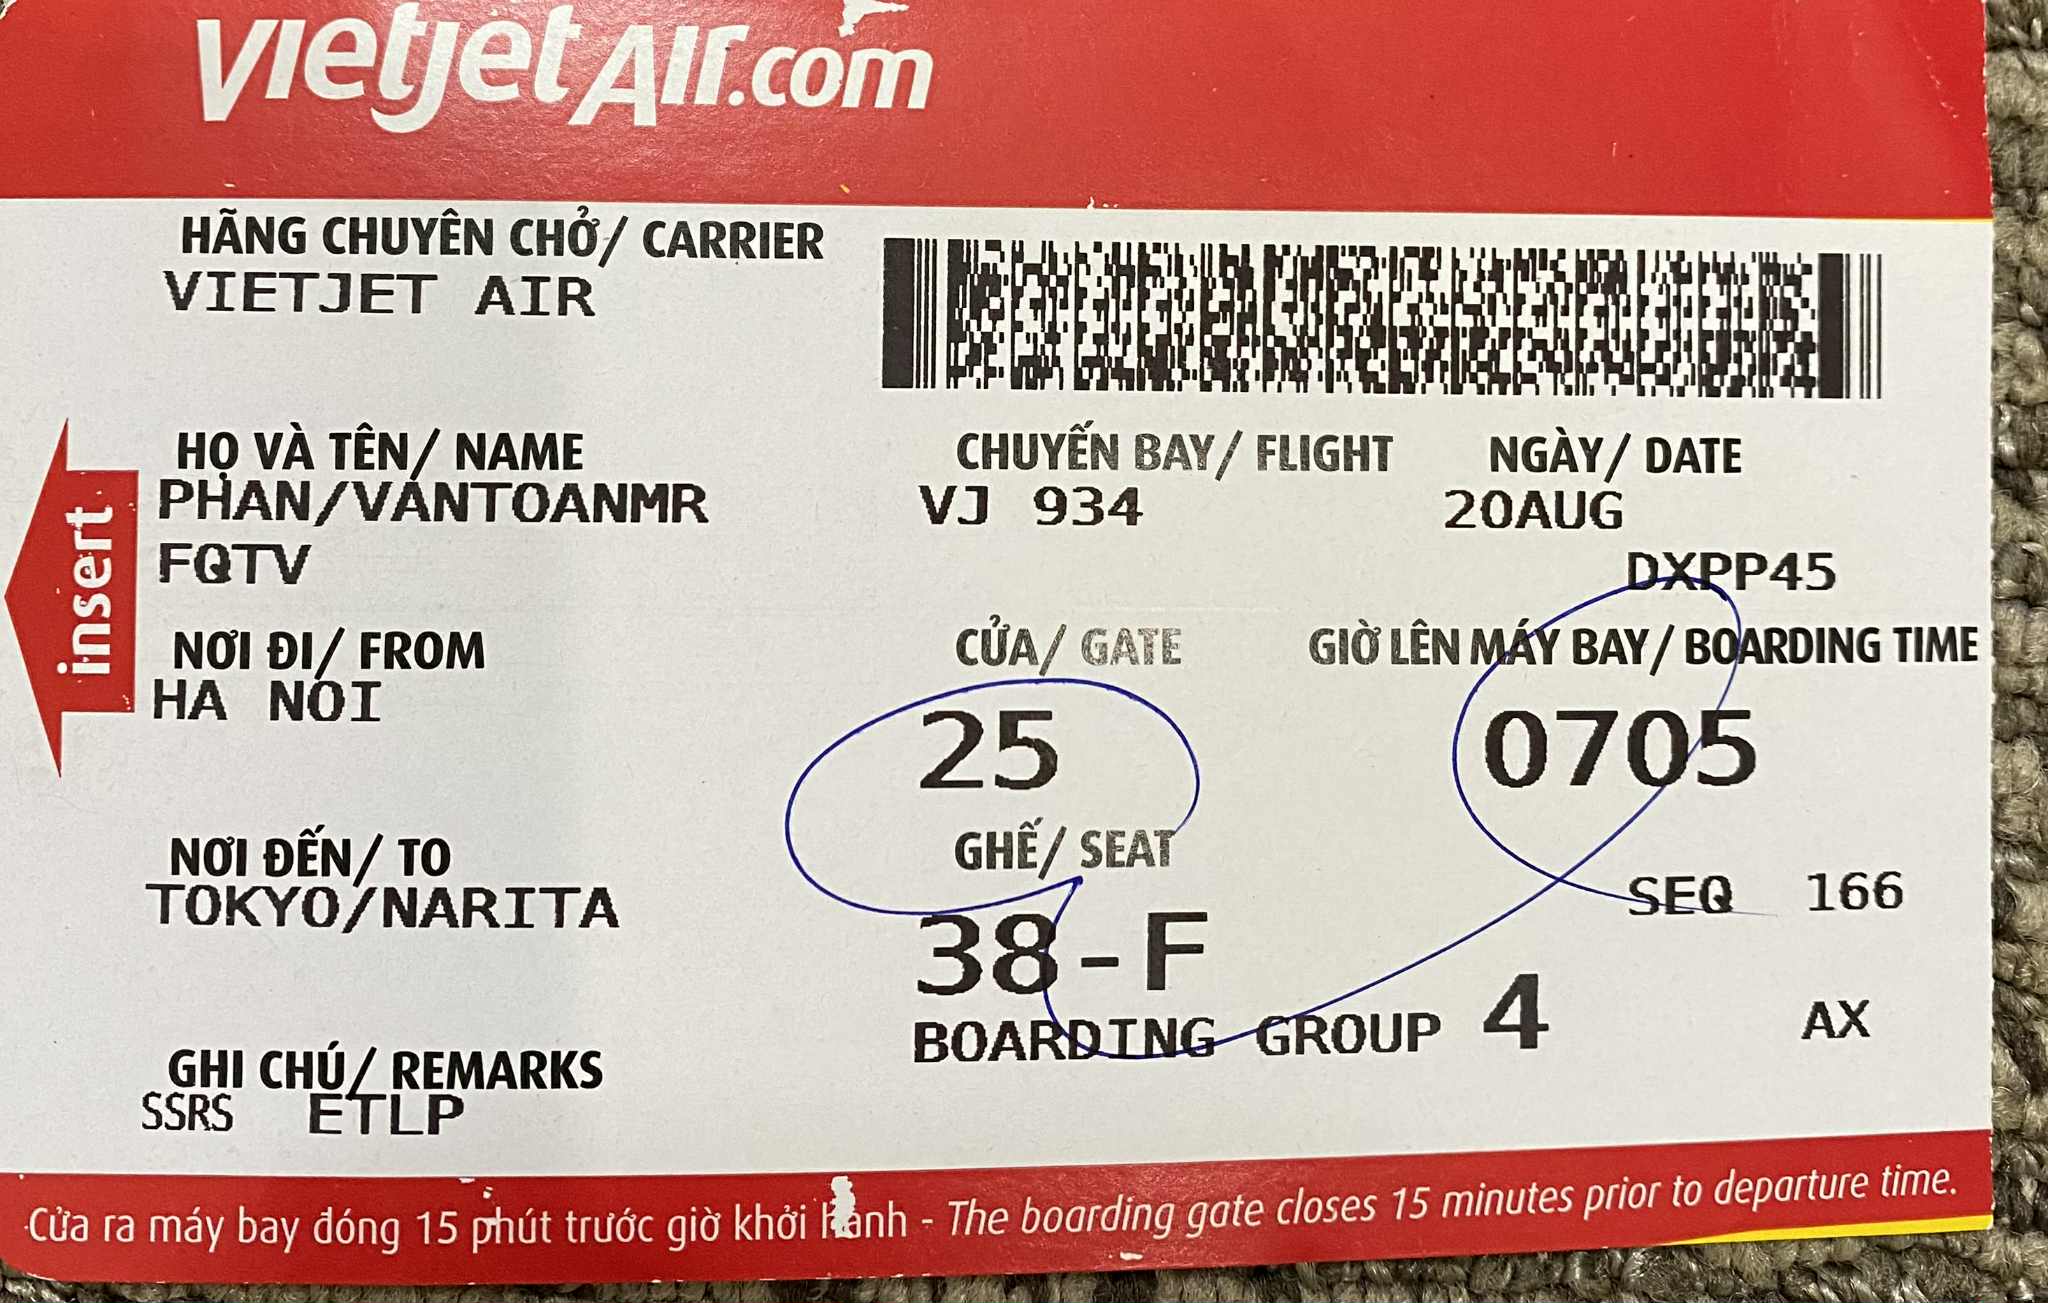 vietjetAir.com
HÃNG CHUYÊN CHỞ/ CARRIER
VIETJET AIR
HỌ VÀ TÊN/ NAME
PHAN/VANTOANMR
FQTV
CHUYẾN BAY/ FLIGHT
VJ 934
NGÀY/ DATE
20AUG
DXPP45
insert
NƠI ĐI/ FROM
HA NOI
CỬA/ GATE
25
GIỜ LÊN MÁY BAY/ BOARDING TIME
0705
NƠI ĐẾN/ TO
TOKYO/NARITA
GHẾ/ SEAT
38-F
SEQ 166
BOARDING GROUP 4
AX
GHI CHÚ/ REMARKS
SSRS ETLP
Cửa ra máy bay đóng 15 phút trước giờ khởi hành - The boarding gate closes 15 minutes prior to departure time.